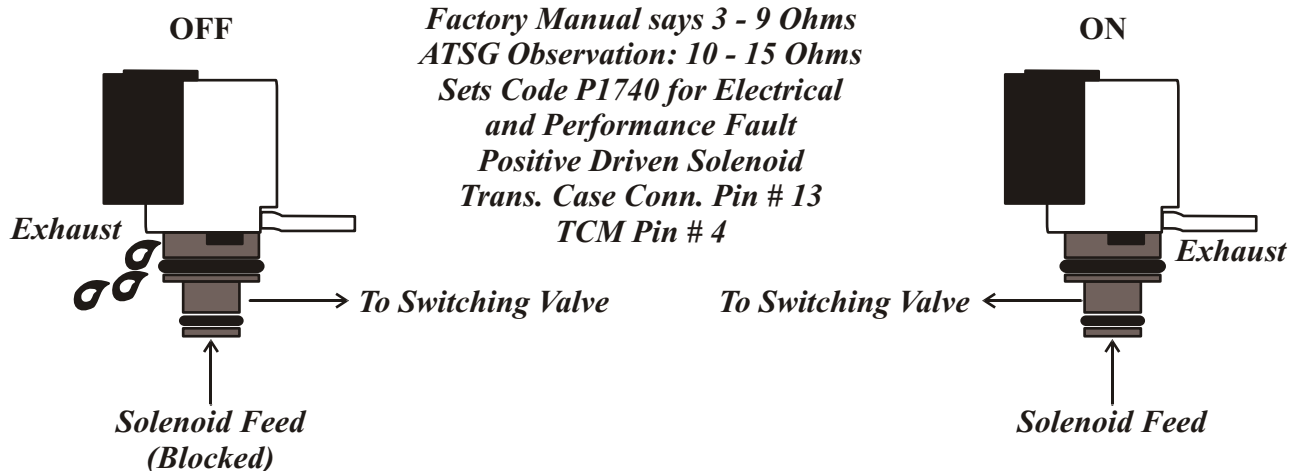 OFF
Factory Manual says 3 - 9 Ohms
ATSG Observation: 10 - 15 Ohms
Sets Code P1740 for Electrical
and Performance Fault
Positive Driven Solenoid
Trans. Case Conn. Pin # 13
TCM Pin # 4
ON
Exhaust
To Switching Valve
Solenoid Feed
(Blocked)
Exhaust
To Switching Valve
Solenoid Feed